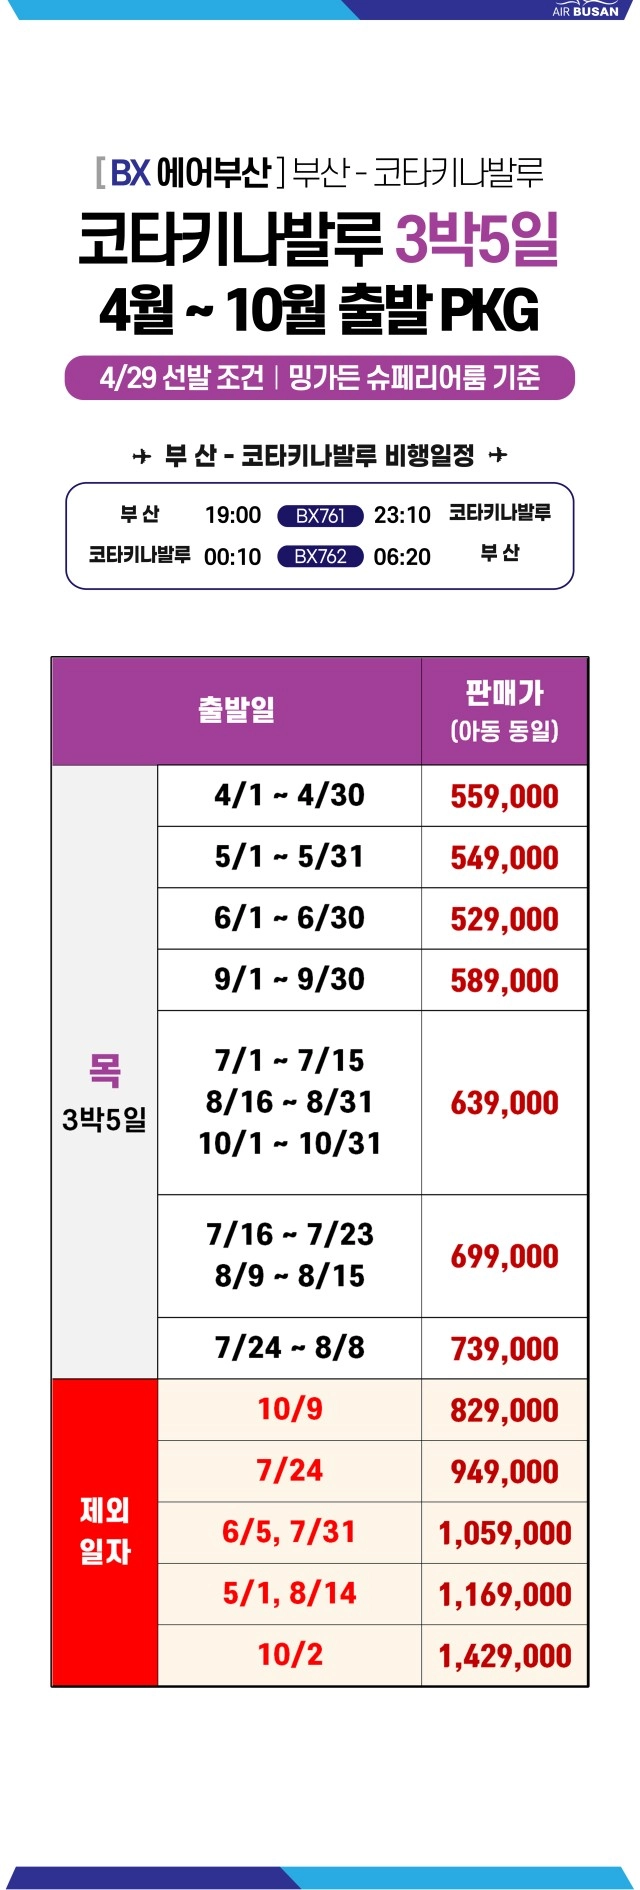 AIR BUSAN
[ BX 에어부산 ] 부산 - 코타키나발루
코타키나발루 3박5일
4월 ~ 10월 출발 PKG
4/29 선발 조건 | 밍가든 슈페리어룸 기준
✈ 부 산 - 코타키나발루 비행일정 ✈
부 산 19:00 BX761 23:10 코타키나발루
코타키나발루 00:10 BX762 06:20 부 산
출발일 판매가
(아동 동일)
목
3박5일
4/1 ~ 4/30 559,000
5/1 ~ 5/31 549,000
6/1 ~ 6/30 529,000
9/1 ~ 9/30 589,000
7/1 ~ 7/15
8/16 ~ 8/31 639,000
10/1 ~ 10/31
7/16 ~ 7/23
8/9 ~ 8/15 699,000
7/24 ~ 8/8 739,000
제외
일자
10/9 829,000
7/24 949,000
6/5, 7/31 1,059,000
5/1, 8/14 1,169,000
10/2 1,429,000